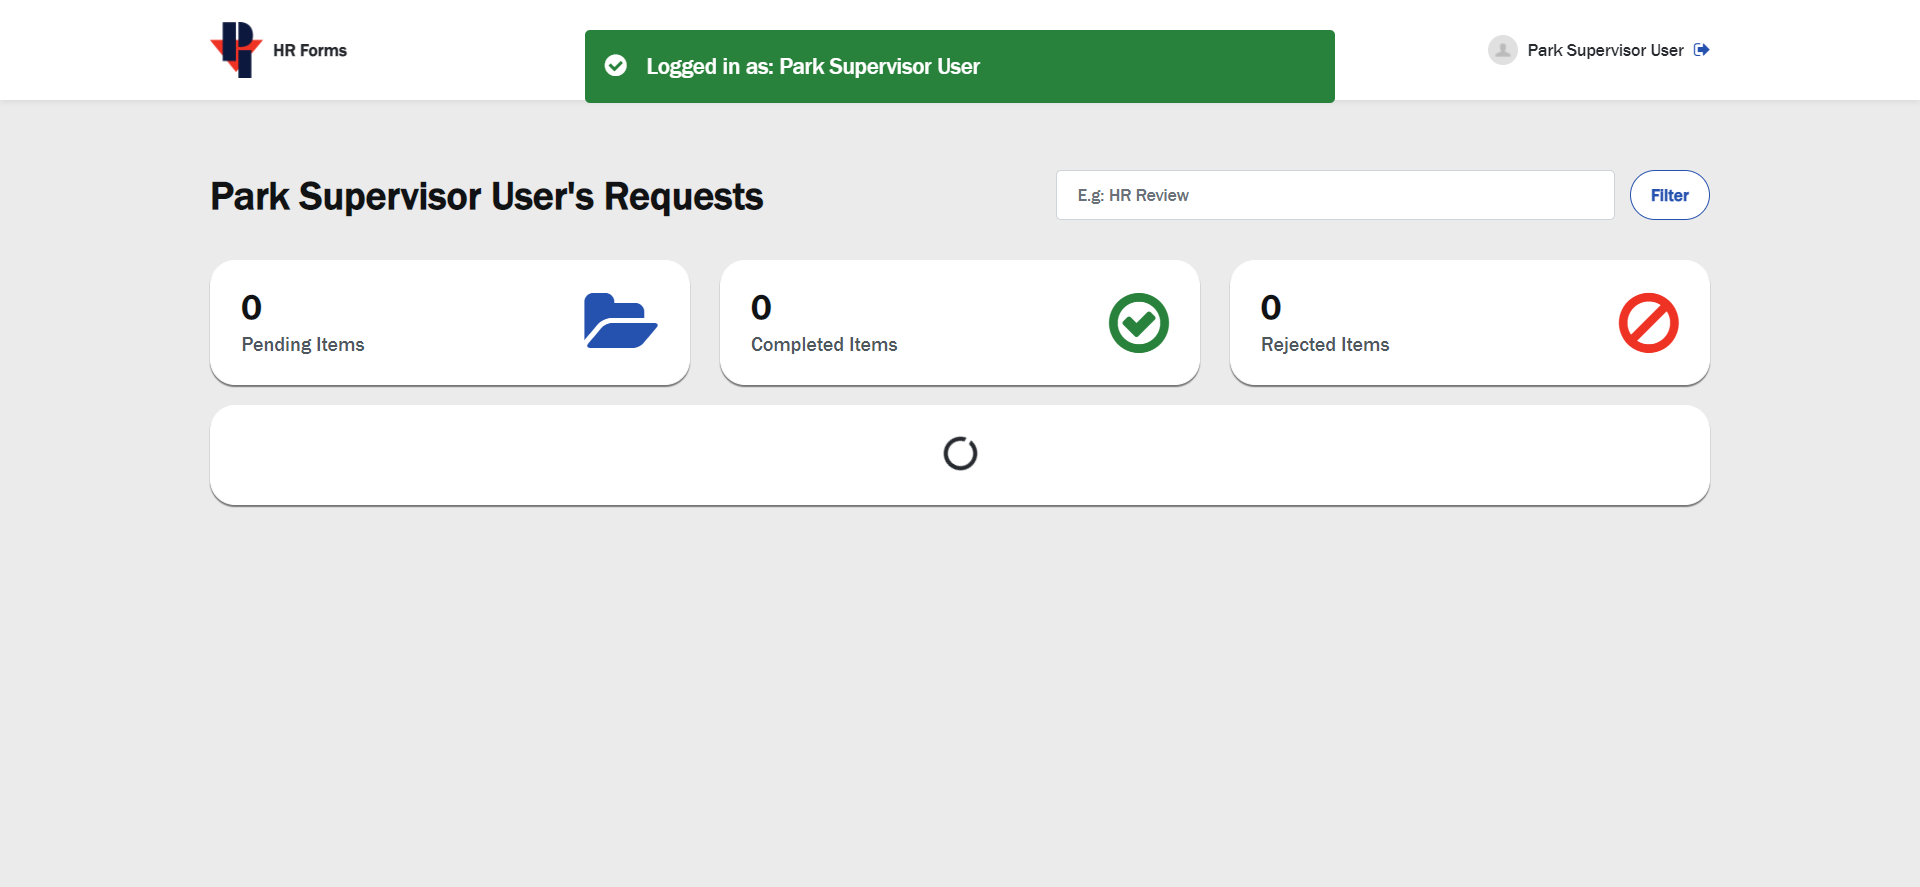 HR Forms
Logged in as: Park Supervisor User
Park Supervisor User
Park Supervisor User's Requests
E.g: HR Review
Filter
0
Pending Items
0
Completed Items
0
Rejected Items